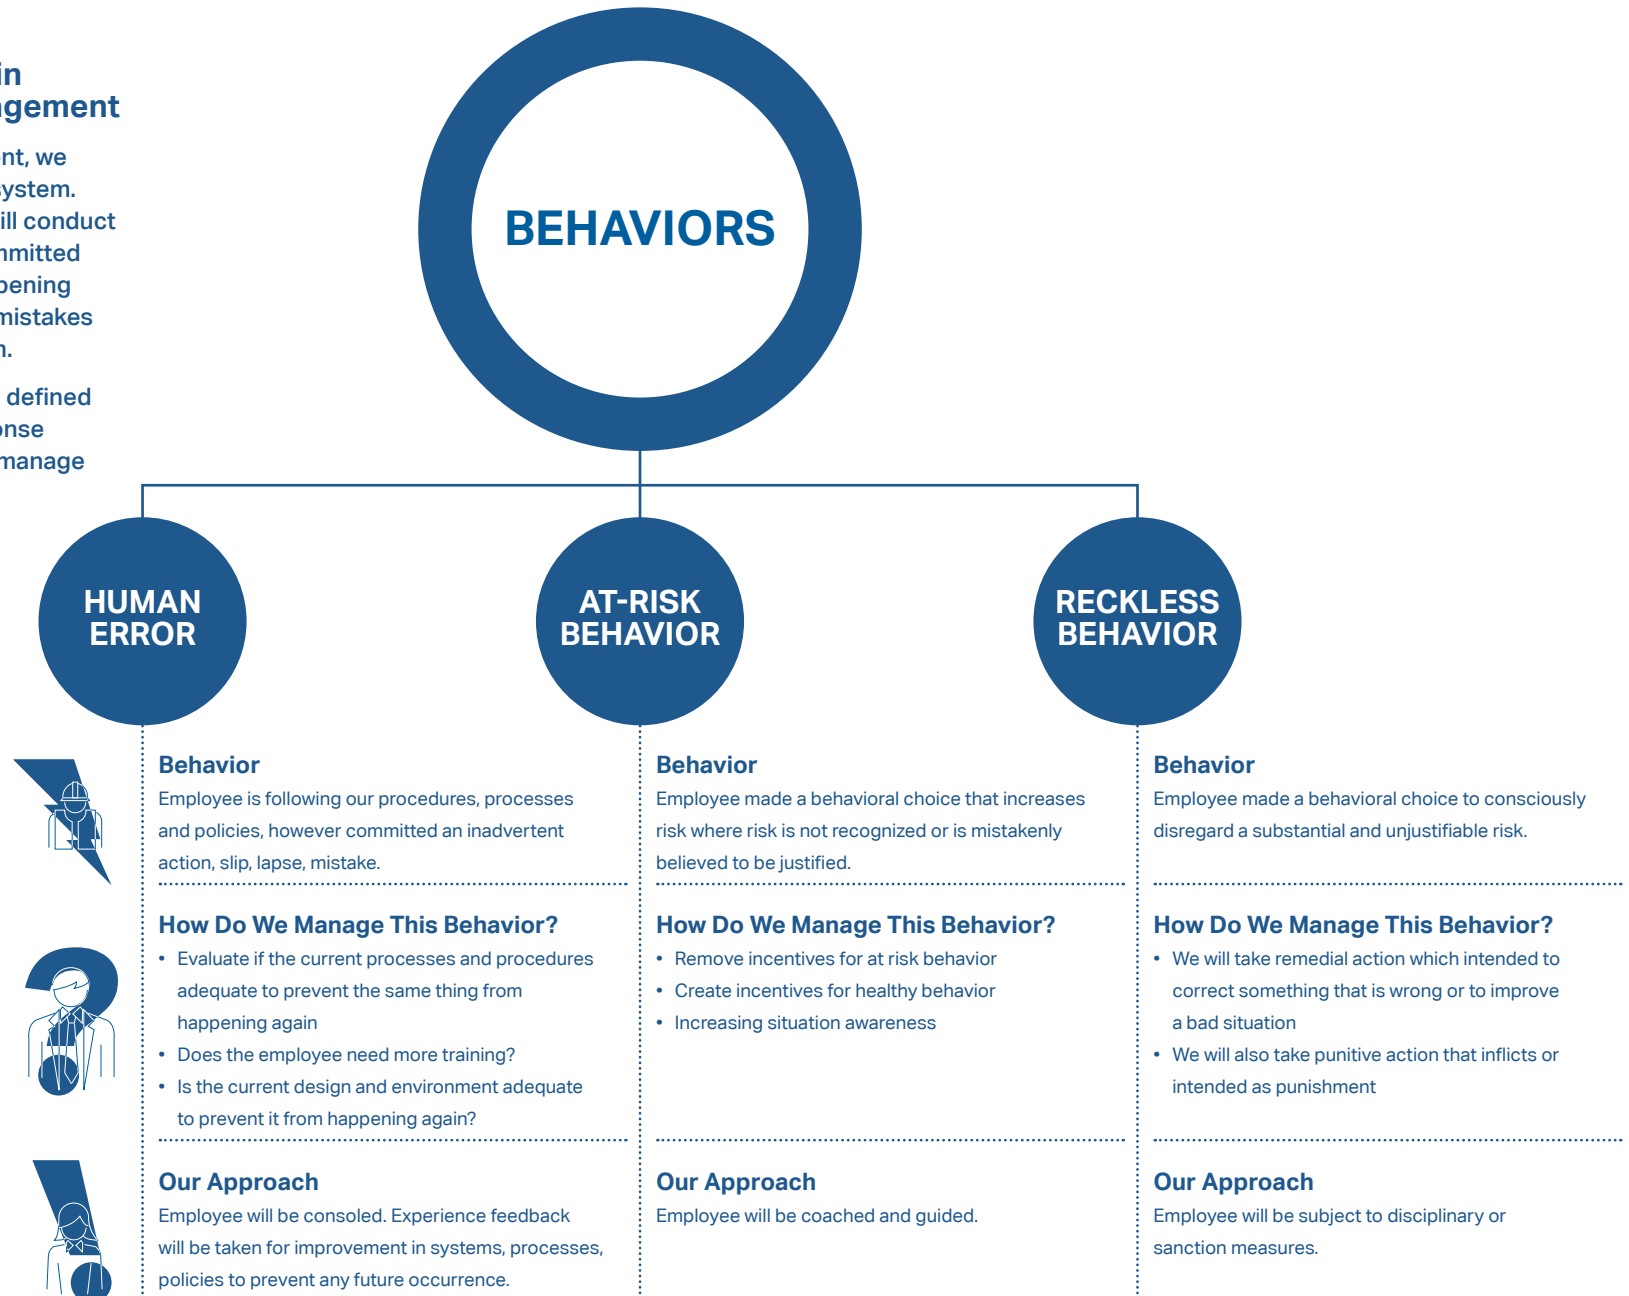 in
gement
nt, we
system.
ill conduct
mmitted
pening
mistakes
n.
defined
onse
manage
BEHAVIORS
HUMAN
ERROR
AT-RISK
BEHAVIOR
RECKLESS
BEHAVIOR
Behavior
Employee is following our procedures, processes
and policies, however committed an inadvertent
action, slip, lapse, mistake.
How Do We Manage This Behavior?
• Evaluate if the current processes and procedures
adequate to prevent the same thing from
happening again
• Does the employee need more training?
• Is the current design and environment adequate
to prevent it from happening again?
Our Approach
Employee will be consoled. Experience feedback
will be taken for improvement in systems, processes,
policies to prevent any future occurrence.
Behavior
Employee made a behavioral choice that increases
risk where risk is not recognized or is mistakenly
believed to be justified.
How Do We Manage This Behavior?
• Remove incentives for at risk behavior
• Create incentives for healthy behavior
• Increasing situation awareness
Our Approach
Employee will be coached and guided.
Behavior
Employee made a behavioral choice to consciously
disregard a substantial and unjustifiable risk.
How Do We Manage This Behavior?
• We will take remedial action which intended to
correct something that is wrong or to improve
a bad situation
• We will also take punitive action that inflicts or
intended as punishment
Our Approach
Employee will be subject to disciplinary or
sanction measures.